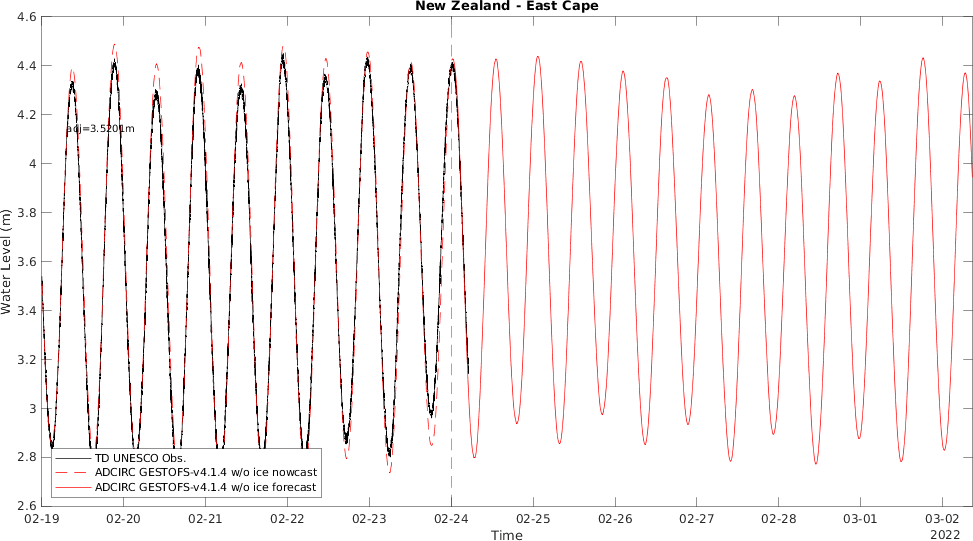 New Zealand - East Cape
4.6
4.4
4.2
4
3.8
3.6
3.4
3.2
3
2.8
2.6
Water Level (m)
adj=3.5201m
TD UNESCO Obs.
ADCIRC GESTOFS-v4.1.4 w/o ice nowcast
ADCIRC GESTOFS-v4.1.4 w/o ice forecast
02-19 02-20 02-21 02-22 02-23 02-24 02-25 02-26 02-27 02-28 03-01 03-02
Time
2022